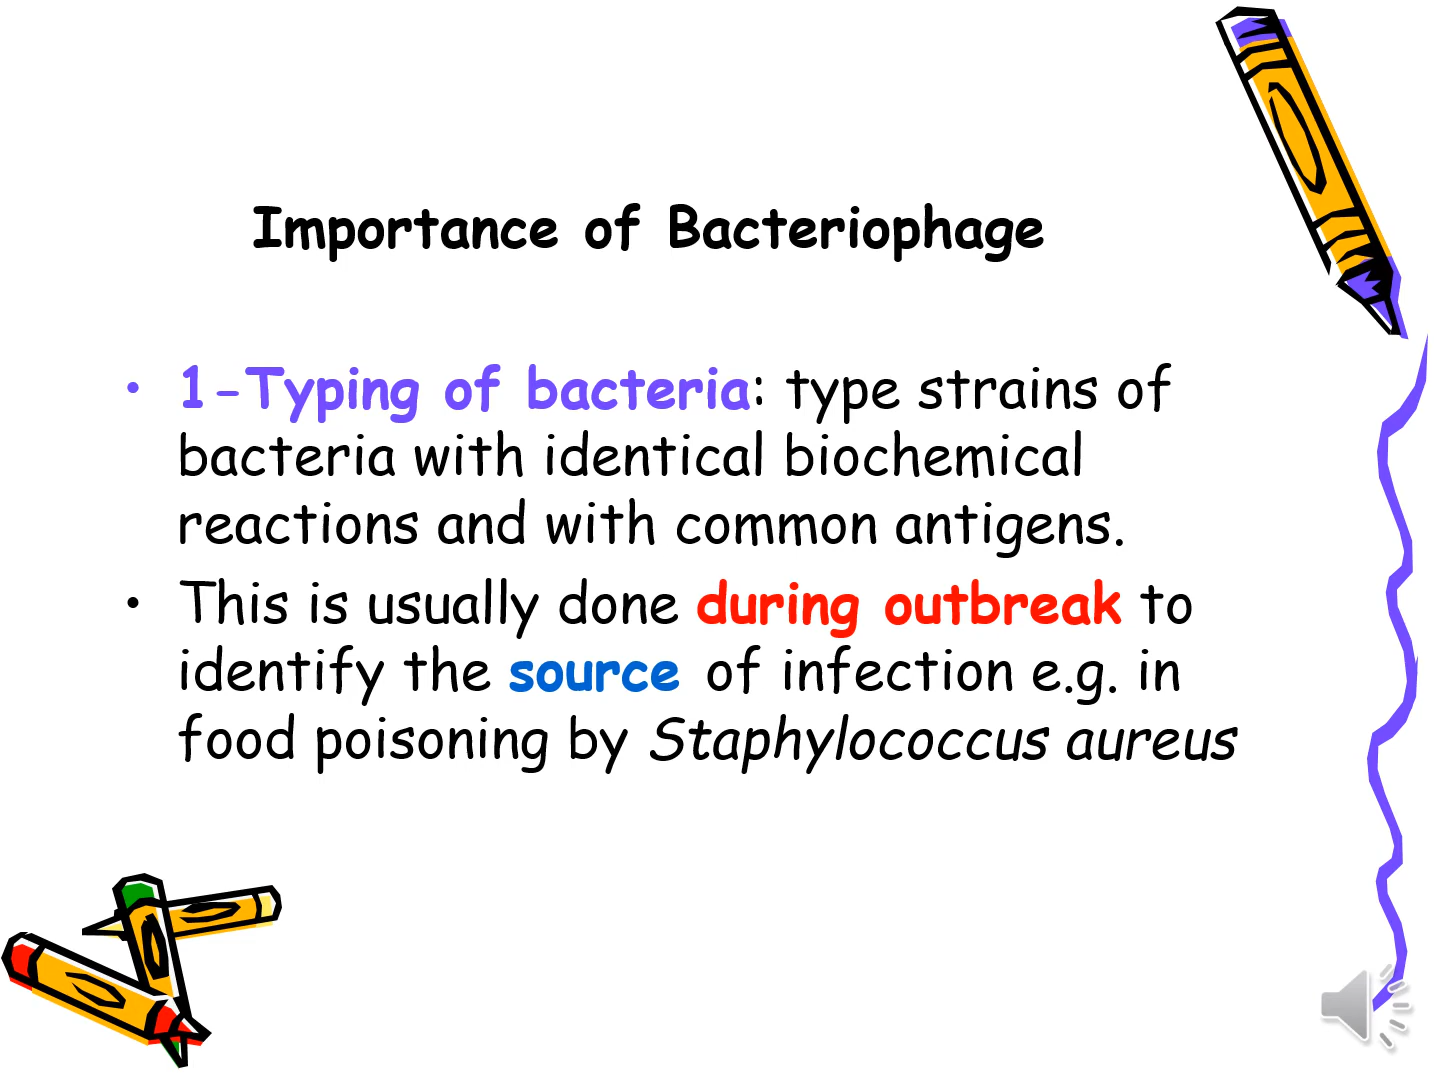 Importance of Bacteriophage
• 1-Typing of bacteria: type strains of
bacteria with identical biochemical
reactions and with common antigens.
• This is usually done during outbreak to
identify the source of infection e.g. in
food poisoning by Staphylococcus aureus